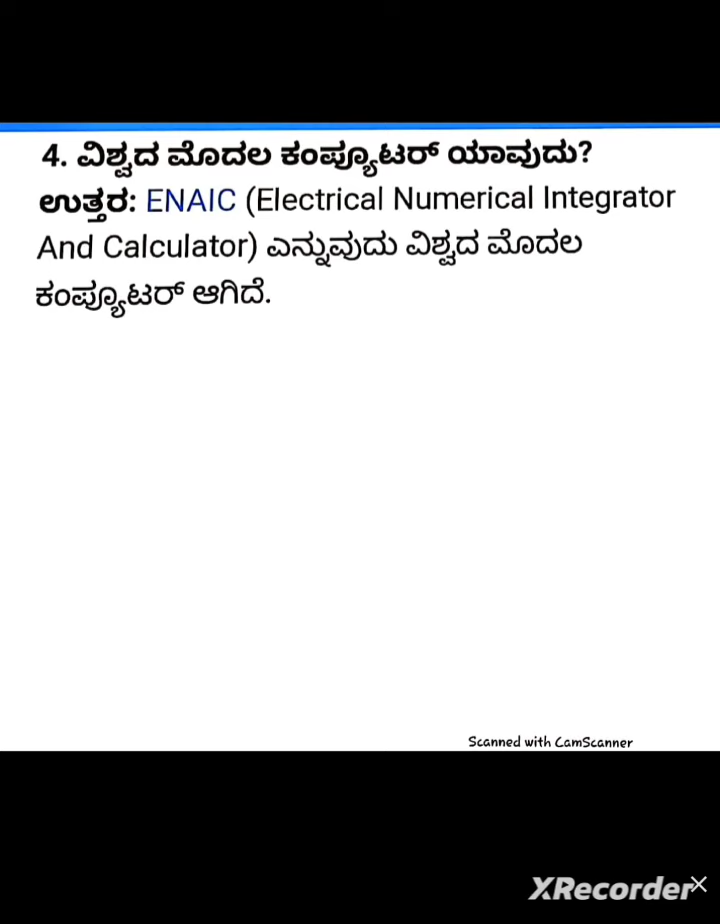 4. ವಿಶ್ವದ ಮೊದಲ ಕಂಪ್ಯೂಟರ್ ಯಾವುದು?
ಉತ್ತರ: ENAIC (Electrical Numerical Integrator
And Calculator) ಎನ್ನುವುದು ವಿಶ್ವದ ಮೊದಲ
ಕಂಪ್ಯೂಟರ್ ಆಗಿದೆ.
Scanned with CamScanner
XRecorder